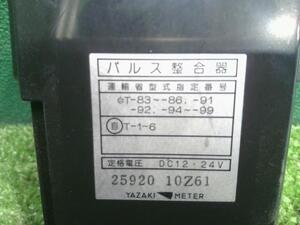 パルス整合器
運輸省型式指定番号
T-83~-86, -91
-92, -94~-99
自 T-1-6
定格電圧 DC12・24V
25920 10Z61
YAZAKI METER